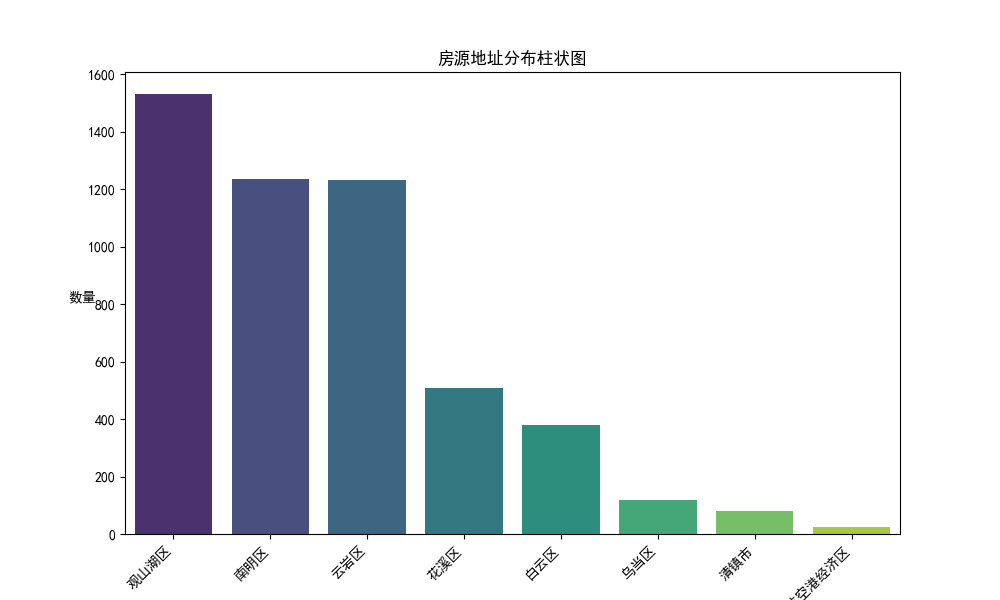 房源地址分布柱状图
1600
1400
1200
1000
数量
800
600
400
200
0
观山湖区
南明区
云岩区
花溪区
白云区
乌当区
清镇市
空港经济区